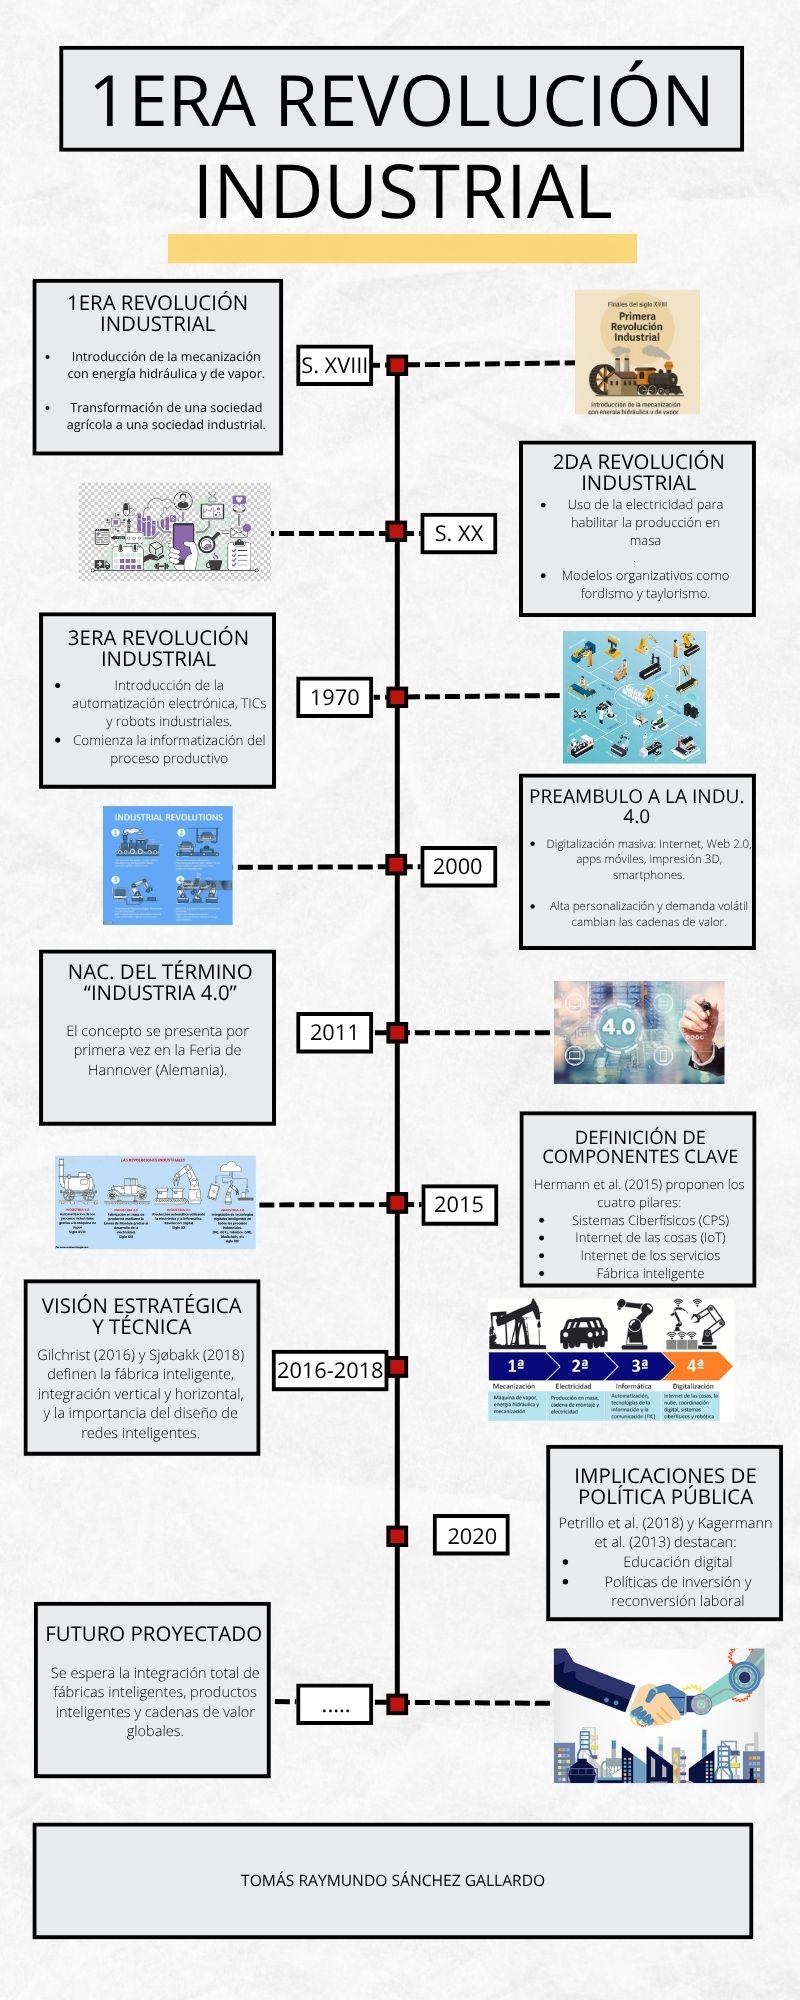 1ERA REVOLUCIÓN
INDUSTRIAL
1ERA REVOLUCIÓN
INDUSTRIAL
• Introducción de la mecanización
con energía hidráulica y de vapor.
• Transformación de una sociedad
agrícola a una sociedad industrial.
S. XVIII
Finales del siglo XVIII
Primera
Revolución
Industrial
Introducción de la mecanización
con energía hidráulica y de vapor
S. XX
2DA REVOLUCIÓN
INDUSTRIAL
• Uso de la electricidad para
habilitar la producción en
masa
.
• Modelos organizativos como
fordismo y taylorismo.
3ERA REVOLUCIÓN
INDUSTRIAL
• Introducción de la
automatización electrónica, TICs
y robots industriales.
• Comienza la informatización del
proceso productivo
1970
INDUSTRIAL REVOLUTIONS
1
2
3
4
2000
PREAMBULO A LA INDU.
4.0
• Digitalización masiva: Internet, Web 2.0,
apps móviles, impresión 3D,
smartphones.
• Alta personalización y demanda volátil
cambian las cadenas de valor.
NAC. DEL TÉRMINO
“INDUSTRIA 4.0”
El concepto se presenta por
primera vez en la Feria de
Hannover (Alemania).
2011
4.0
LAS REVOLUCIONES INDUSTRIALES
2015
DEFINICIÓN DE
COMPONENTES CLAVE
Hermann et al. (2015) proponen los
cuatro pilares:
• Sistemas Ciberfísicos (CPS)
• Internet de las cosas (IoT)
• Internet de los servicios
• Fábrica inteligente
VISIÓN ESTRATÉGICA
Y TÉCNICA
Gilchrist (2016) y Sjøbakk (2018)
definen la fábrica inteligente,
integración vertical y horizontal,
y la importancia del diseño de
redes inteligentes.
2016-2018
1ª 2ª 3ª 4ª
Mecanización Electricidad Informática Digitalización
Máquina de vapor,
energía hidráulica y
mecanización
Producción en masa,
cadena de montaje y
electricidad
Automatización,
tecnologías de la
información y la
comunicación (TIC)
Internet de las cosas, la
nube, coordinación
digital, sistemas
ciberfísicos y robótica
2020
IMPLICACIONES DE
POLÍTICA PÚBLICA
Petrillo et al. (2018) y Kagermann
et al. (2013) destacan:
• Educación digital
• Políticas de inversión y
reconversión laboral
FUTURO PROYECTADO
Se espera la integración total de
fábricas inteligentes, productos
inteligentes y cadenas de valor
globales.
.....
TOMÁS RAYMUNDO SÁNCHEZ GALLARDO